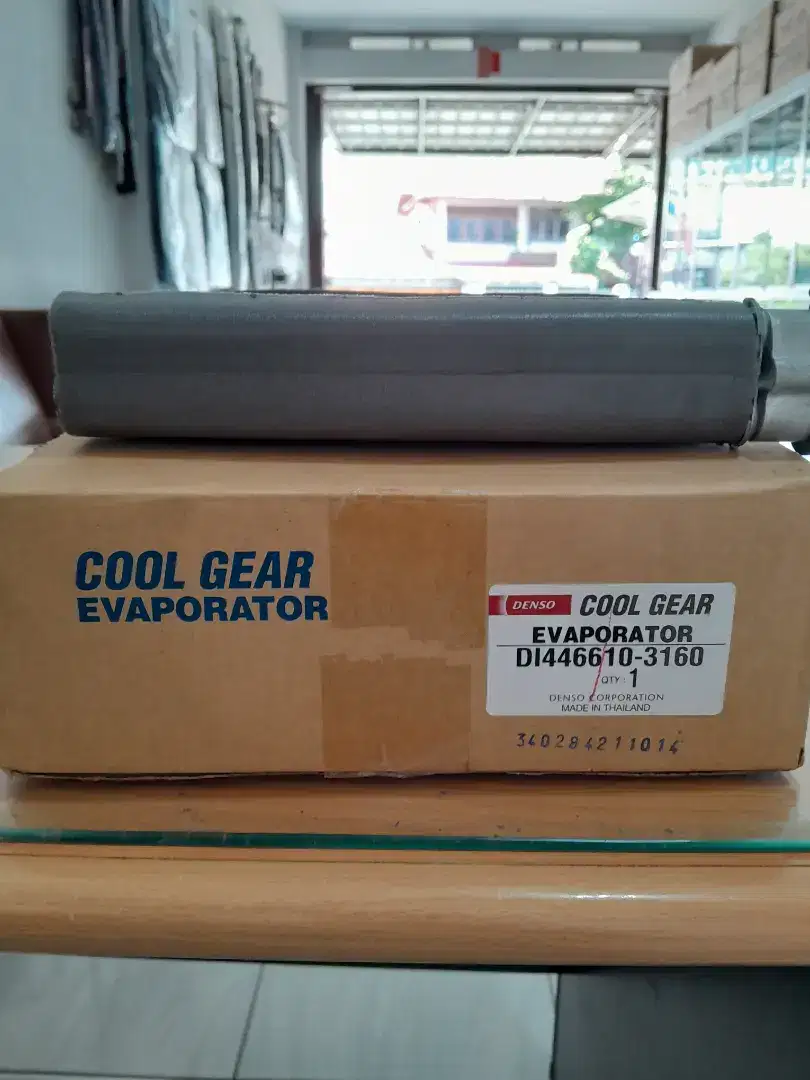 COOL GEAR
EVAPORATOR
DENSO COOL GEAR
EVAPORATOR
DI446610-3160
QTY : 1
DENSO CORPORATION
MADE IN THAILAND
340284211014